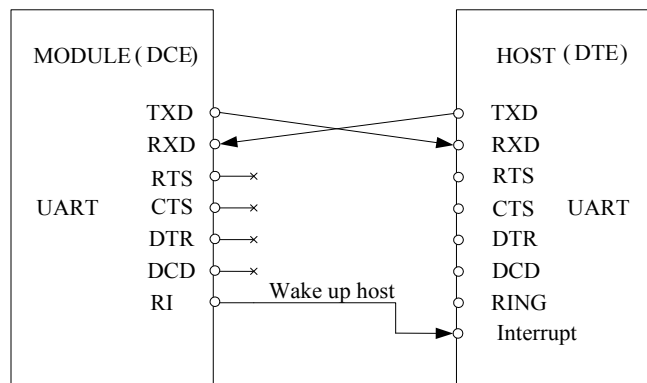 MODULE ( DCE ) HOST ( DTE )
TXD TXD
RXD RXD
RTS RTS
UART CTS CTS UART
DTR DTR
DCD DCD
RI Wake up host RING
Interrupt